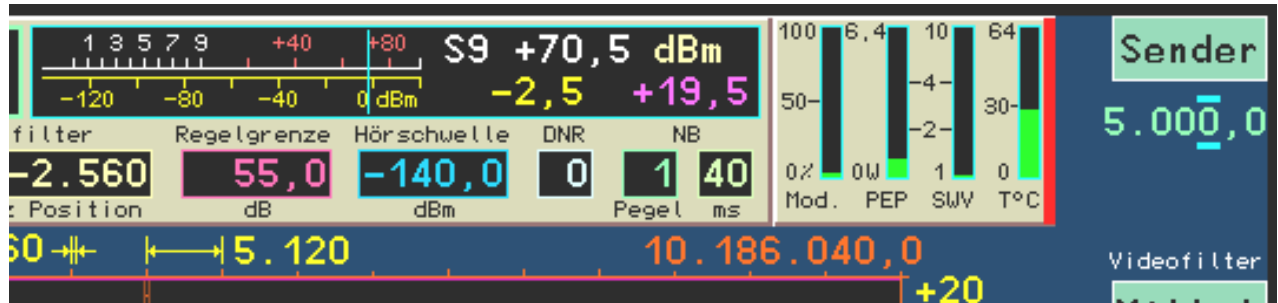 1 3 5 7 9 +40 +80
S9 +70,5 dBm
-120 -80 -40 0 dBm
-2,5 +19,5
filter Regelgrenze Hörschwelle DNR NB
-2.560 55,0 -140,0 0 1 40
Position dB dBm Pegel ms
100 6,4 10 64
-4-
50- 30-
-2-
0% 0W 1 0
Mod. PEP SWV T°C
Sender
5.000,0
60 5.120 10.186.040,0
Videofilter
+20